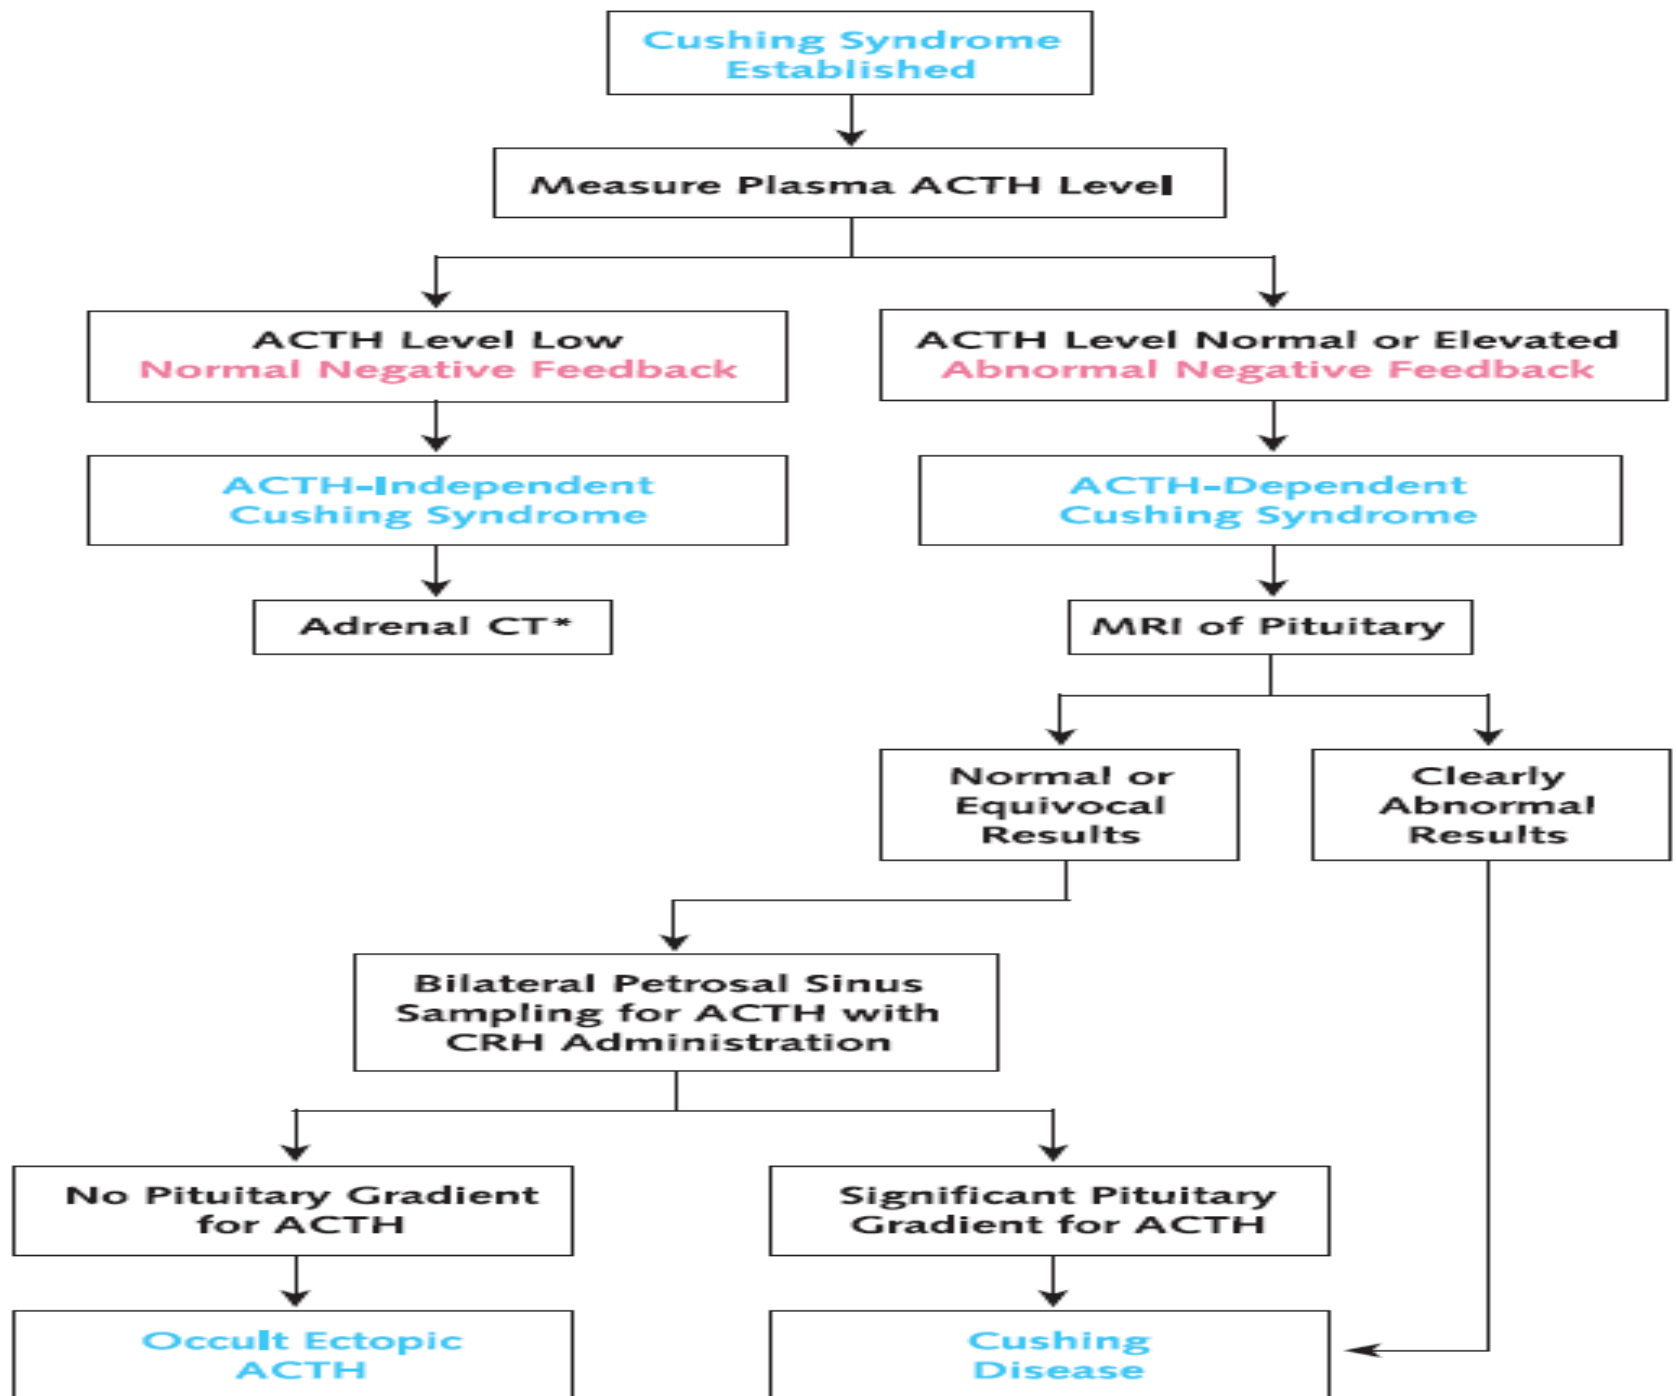 Cushing Syndrome
Established
Measure Plasma ACTH Level
ACTH Level Low
Normal Negative Feedback
ACTH Level Normal or Elevated
Abnormal Negative Feedback
ACTH-Independent
Cushing Syndrome
ACTH-Dependent
Cushing Syndrome
Adrenal CT*
MRI of Pituitary
Normal or
Equivocal
Results
Clearly
Abnormal
Results
Bilateral Petrosal Sinus
Sampling for ACTH with
CRH Administration
No Pituitary Gradient
for ACTH
Significant Pituitary
Gradient for ACTH
Occult Ectopic
ACTH
Cushing
Disease